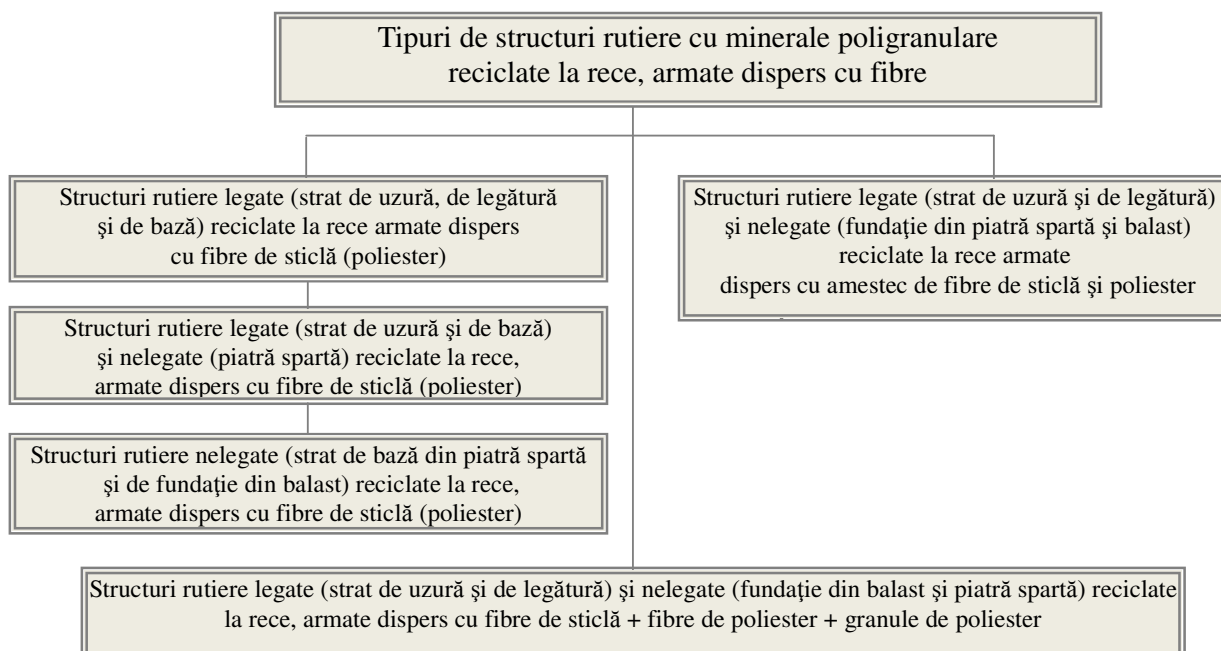 Tipuri de structuri rutiere cu minerale poligranulare
reciclate la rece, armate dispers cu fibre
Structuri rutiere legate (strat de uzură, de legătură
şi de bază) reciclate la rece armate dispers
cu fibre de sticlă (poliester)
Structuri rutiere legate (strat de uzură şi de bază)
şi nelegate (piatră spartă) reciclate la rece,
armate dispers cu fibre de sticlă (poliester)
Structuri rutiere nelegate (strat de bază din piatră spartă
şi de fundaţie din balast) reciclate la rece,
armate dispers cu fibre de sticlă (poliester)
Structuri rutiere legate (strat de uzură şi de legătură)
şi nelegate (fundaţie din piatră spartă şi balast)
reciclate la rece armate
dispers cu amestec de fibre de sticlă şi poliester
Structuri rutiere legate (strat de uzură şi de legătură) şi nelegate (fundaţie din balast şi piatră spartă) reciclate
la rece, armate dispers cu fibre de sticlă + fibre de poliester + granule de poliester